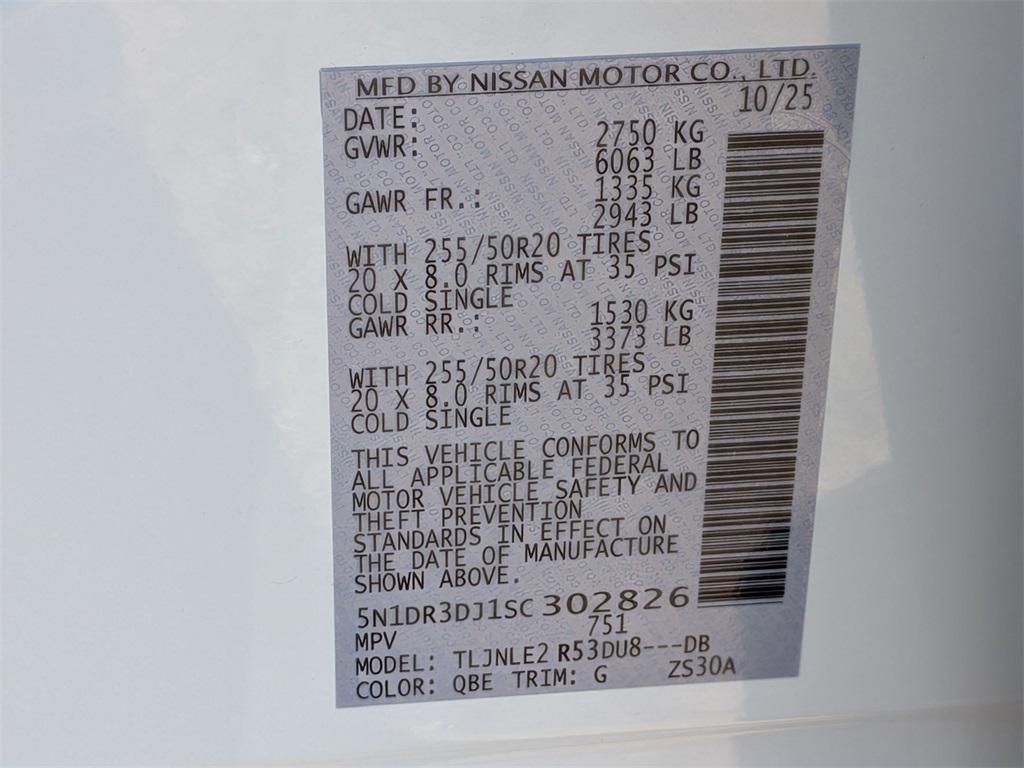 MFD BY NISSAN MOTOR CO., LTD.
DATE: 10/25
GVWR: 2750 KG
6063 LB
GAWR FR.: 1335 KG
2943 LB
WITH 255/50R20 TIRES
20 X 8.0 RIMS AT 35 PSI
COLD SINGLE
GAWR RR.: 1530 KG
3373 LB
WITH 255/50R20 TIRES
20 X 8.0 RIMS AT 35 PSI
COLD SINGLE
THIS VEHICLE CONFORMS TO
ALL APPLICABLE FEDERAL
MOTOR VEHICLE SAFETY AND
THEFT PREVENTION
STANDARDS IN EFFECT ON
THE DATE OF MANUFACTURE
SHOWN ABOVE.
5N1DR3DJ1SC 302826
MPV 751
MODEL: TLJNLE2 R53DU8---DB
COLOR: QBE TRIM: G ZS30A